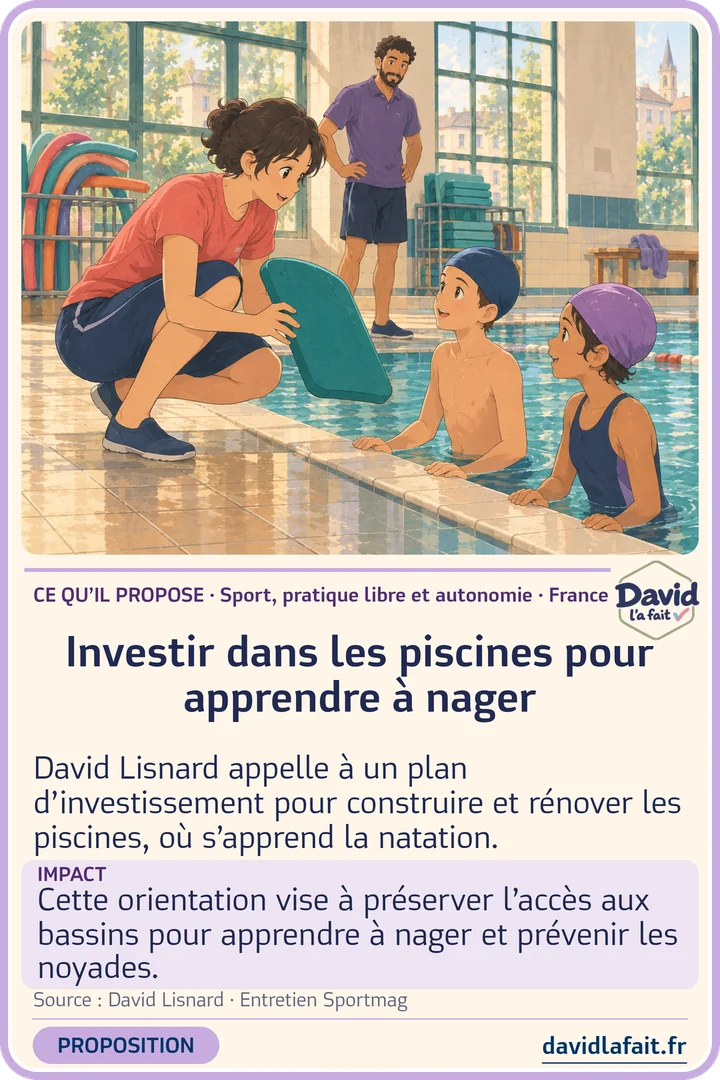 CE QU'IL PROPOSE · Sport, pratique libre et autonomie · France
David
l'a fait
Investir dans les piscines pour
apprendre à nager
David Lisnard appelle à un plan
d'investissement pour construire et rénover les
piscines, où s'apprend la natation.
IMPACT
Cette orientation vise à préserver l'accès aux
bassins pour apprendre à nager et prévenir les
noyades.
Source : David Lisnard · Entretien Sportmag
PROPOSITION
davidlafait.fr